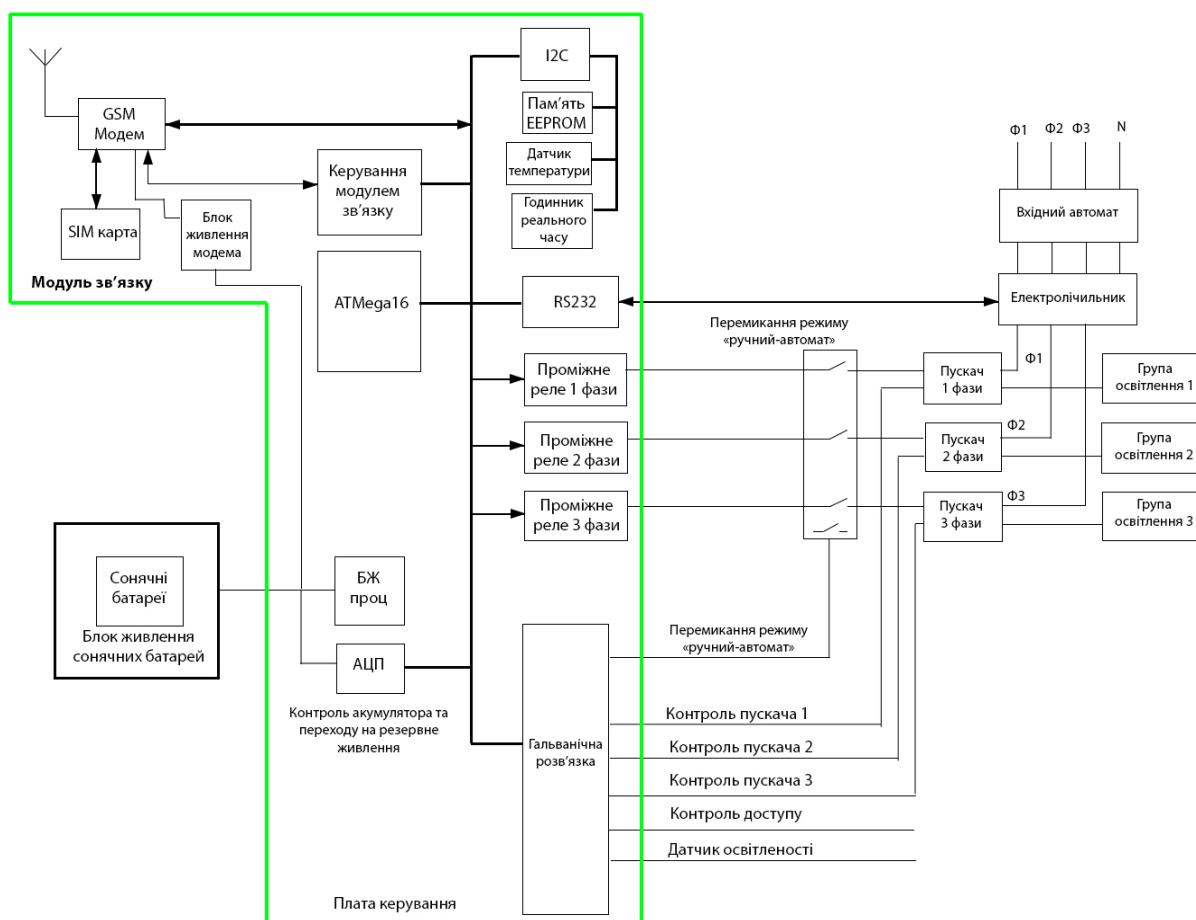 I2C
GSM
Модем
Пам’ять
EEPROM
Датчик
температури
Годинник
реального
часу
Керування
модулем
зв’язку
SIM карта
Блок
живлення
модема
Модуль зв’язку
ATMega16
RS232
Ф1
Ф2
Ф3
N
Вхідний автомат
Електролічильник
Перемикання режиму
«ручний-автомат»
Проміжне
реле 1 фази
Пускач
1 фази
Ф1
Група
освітлення 1
Проміжне
реле 2 фази
Пускач
2 фази
Ф2
Група
освітлення 2
Проміжне
реле 3 фази
Пускач
3 фази
Ф3
Група
освітлення 3
Сонячні
батареї
Блок живлення
сонячних батарей
БЖ
проц
АЦП
Контроль акумулятора та
переходу на резервне
живлення
Гальванічна
розв'язка
Перемикання режиму
«ручний-автомат»
Контроль пускача 1
Контроль пускача 2
Контроль пускача 3
Контроль доступу
Датчик освітленості
Плата керування